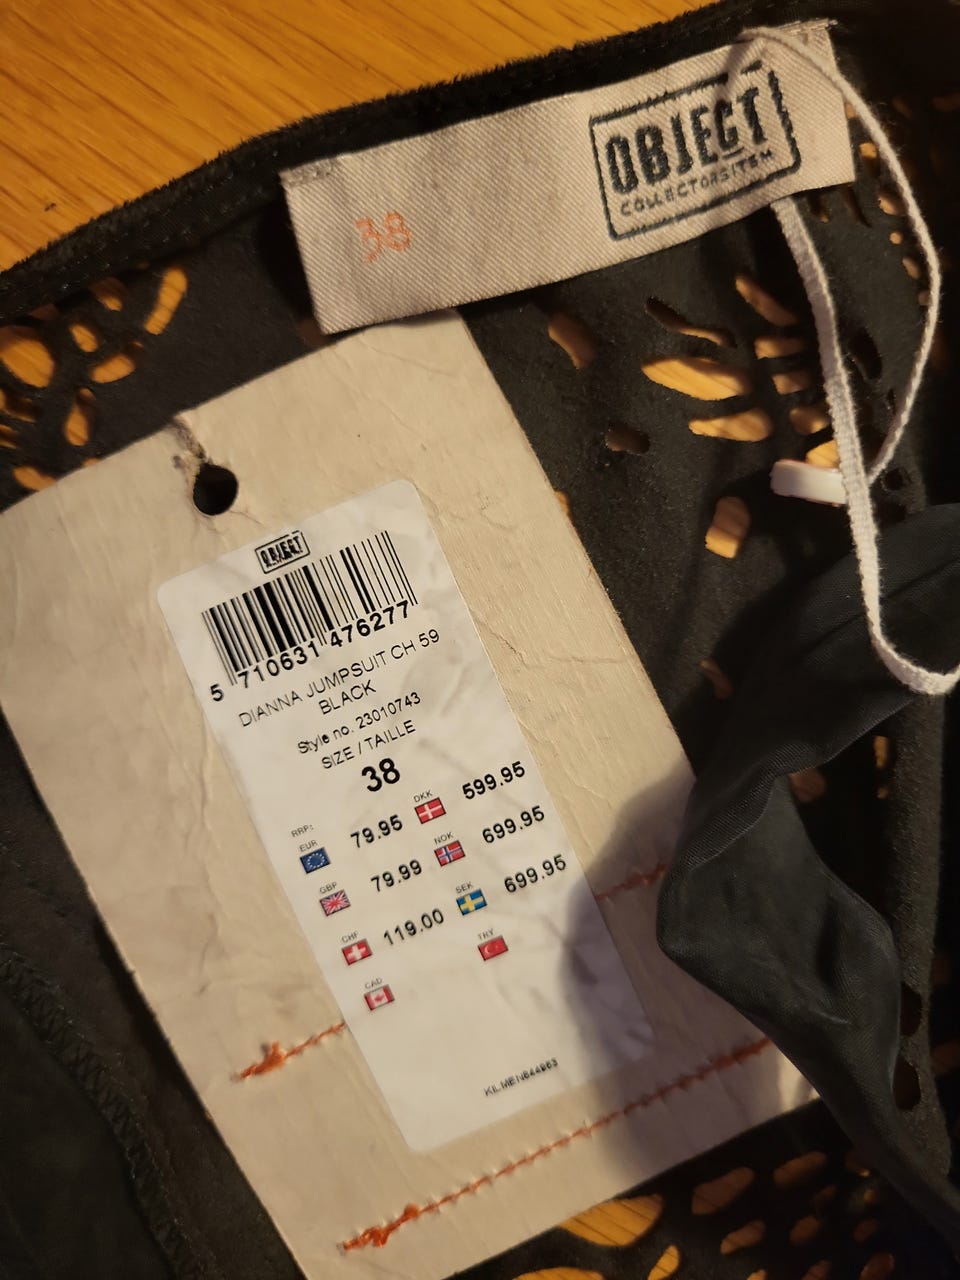 OBJECT
COLLECTORSITEM
38
OBJECT
5 710631 476277
DIANNA JUMPSUIT CH 59
BLACK
Style no. 23010743
SIZE / TAILLE
38
RRP:
EUR 79.95 DKK 599.95
GBP 79.99 NOK 699.95
CHF 119.00 SEK 699.95
CAD TRY